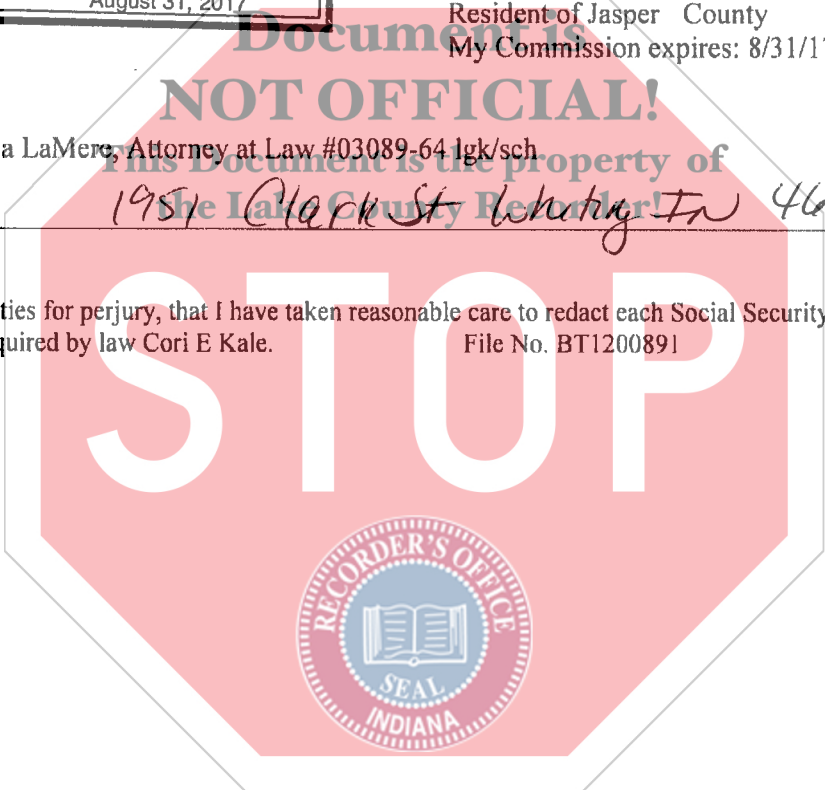 August 31, 2017
Resident of Jasper County
My Commission expires: 8/31/1
Document is
NOT OFFICIAL!
This Document is the property of
the Lake County Recorder!
a LaMere, Attorney at Law #03089-64 lgk/sch
1951 Clark St Whiting IN 46
ties for perjury, that I have taken reasonable care to redact each Social Security
quired by law Cori E Kale. File No. BT1200891
STOP
RECORDER'S OFFICE
SEAL
INDIANA